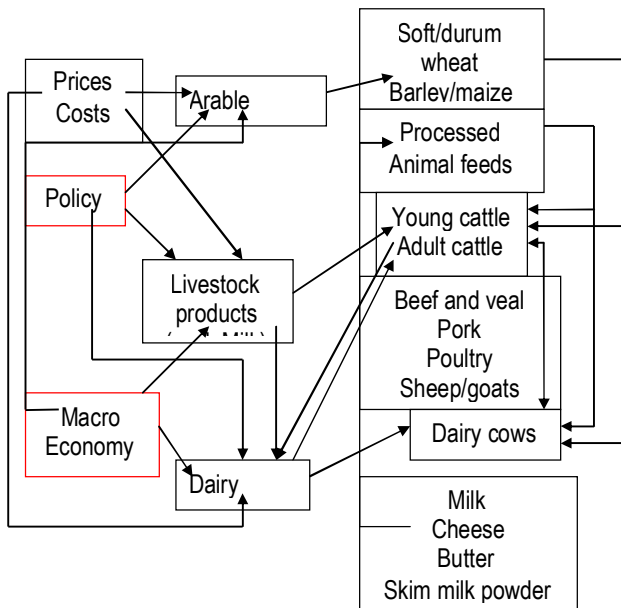 Prices
Costs
Policy
Macro
Economy
Arable
Livestock
products
Dairy
Soft/durum
wheat
Barley/maize
Processed
Animal feeds
Young cattle
Adult cattle
Beef and veal
Pork
Poultry
Sheep/goats
Dairy cows
Milk
Cheese
Butter
Skim milk powder